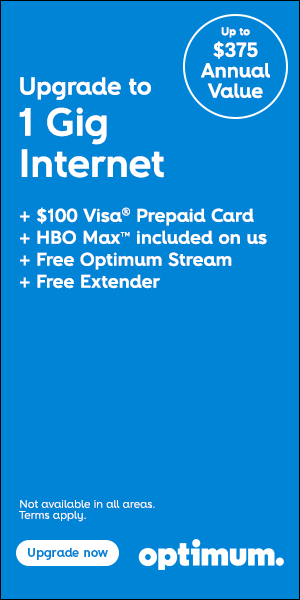 Up to
$375
Annual
Value
Upgrade to
1 Gig
Internet
+ $100 Visa® Prepaid Card
+ HBO Max™ included on us
+ Free Optimum Stream
+ Free Extender
Not available in all areas.
Terms apply.
Upgrade now
optimum.